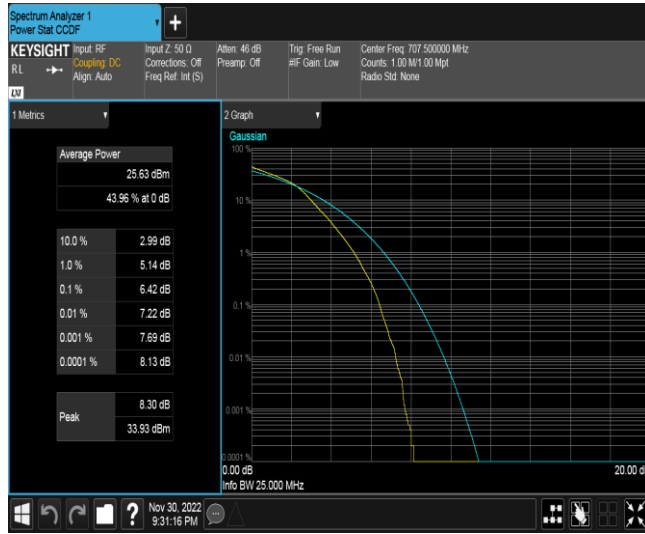 Spectrum Analyzer 1
Power Stat CCDF
+
KEYSIGHT
RL
LXI
Input: RF
Coupling: DC
Align: Auto
Input Z: 50 Ω
Corrections: Off
Freq Ref: Int (S)
Atten: 46 dB
Preamp: Off
Trig: Free Run
#IF Gain: Low
Center Freq: 707.500000 MHz
Counts: 1.00 M/1.00 Mpt
Radio Std: None
1 Metrics
Average Power
25.63 dBm
43.96 % at 0 dB
10.0 % 2.99 dB
1.0 % 5.14 dB
0.1 % 6.42 dB
0.01 % 7.22 dB
0.001 % 7.69 dB
0.0001 % 8.13 dB
Peak
8.30 dB
33.93 dBm
2 Graph
Gaussian
100 %
10 %
1 %
0.1 %
0.01 %
0.001 %
0.0001 %
0.00 dB
20.00 d
Info BW 25.000 MHz
?
Nov 30, 2022
9:31:16 PM